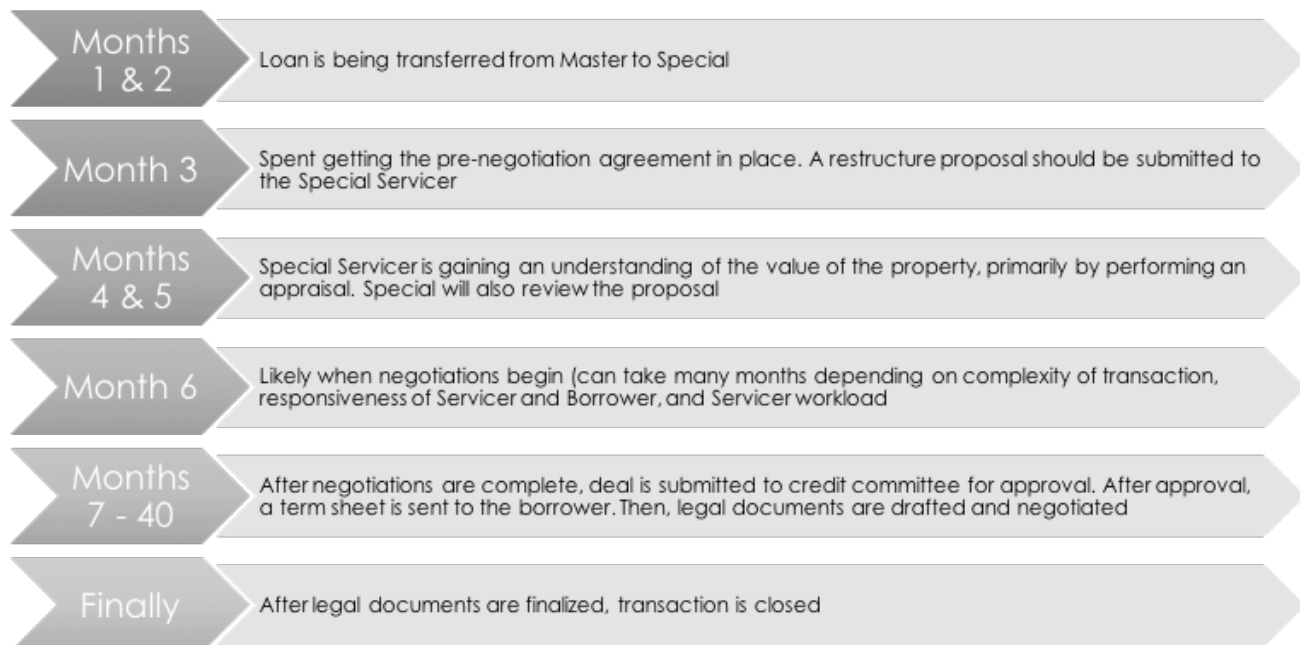 Months
1 & 2
Loan is being transferred from Master to Special
Month 3
Spent getting the pre-negotiation agreement in place. A restructure proposal should be submitted to
the Special Servicer
Months
4 & 5
Special Servicer is gaining an understanding of the value of the property, primarily by performing an
appraisal. Special will also review the proposal
Month 6
Likely when negotiations begin (can take many months depending on complexity of transaction,
responsiveness of Servicer and Borrower, and Servicer workload
Months
7 - 40
After negotiations are complete, deal is submitted to credit committee for approval. After approval,
a term sheet is sent to the borrower. Then, legal documents are drafted and negotiated
Finally
After legal documents are finalized, transaction is closed